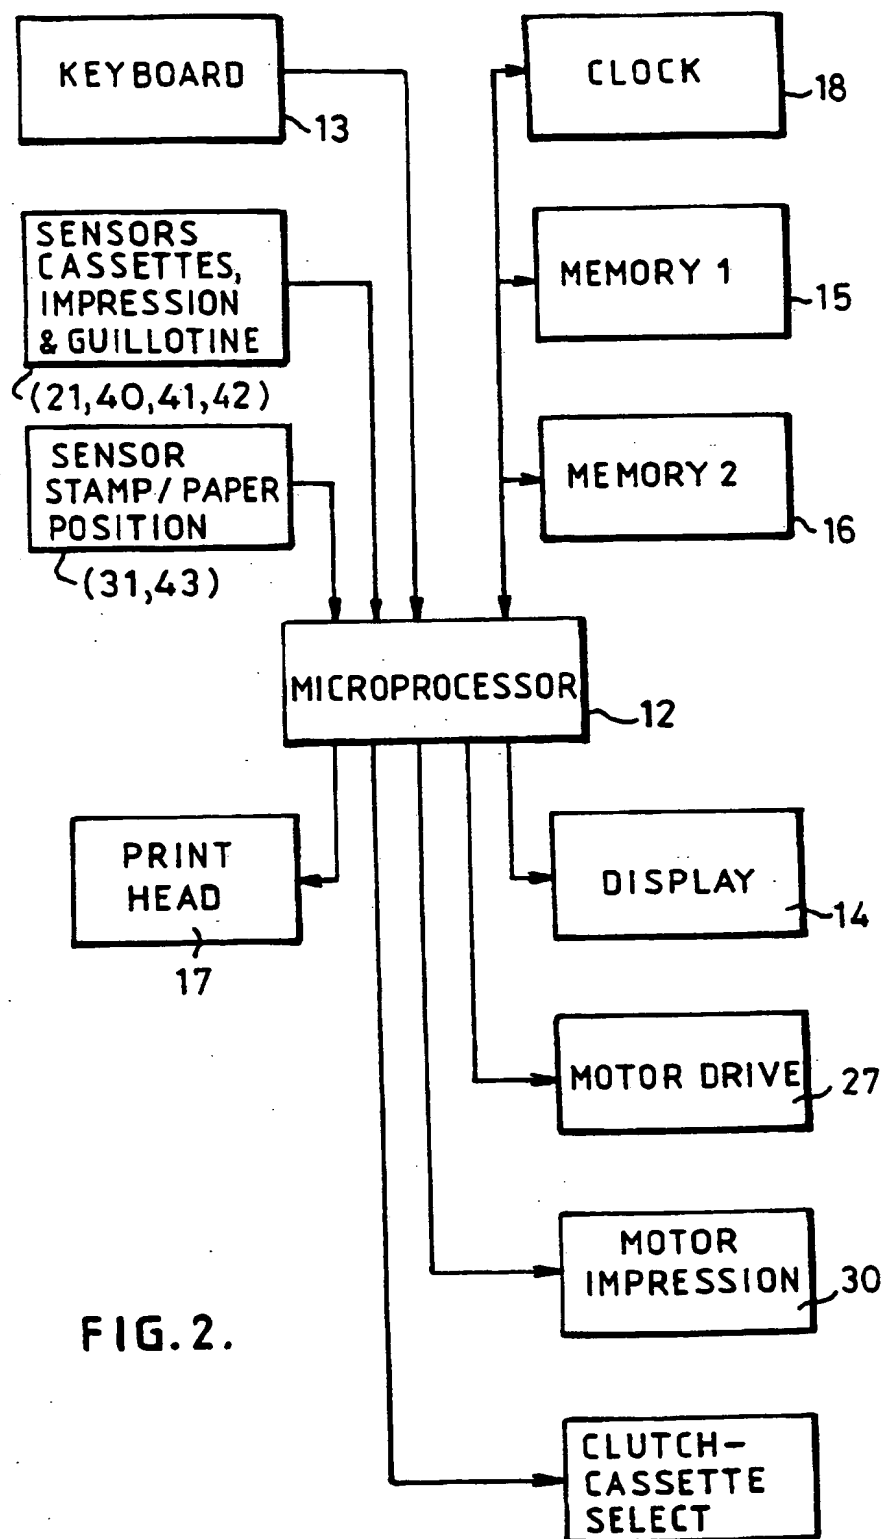 KEYBOARD
13
CLOCK
18
SENSORS
CASSETTES,
IMPRESSION
& GUILLOTINE
(21,40,41,42)
MEMORY 1
15
SENSOR
STAMP/ PAPER
POSITION
(31,43)
MEMORY 2
16
MICROPROCESSOR
12
PRINT
HEAD
17
DISPLAY
14
MOTOR DRIVE
27
MOTOR
IMPRESSION
30
FIG. 2.
CLUTCH-
CASSETTE
SELECT